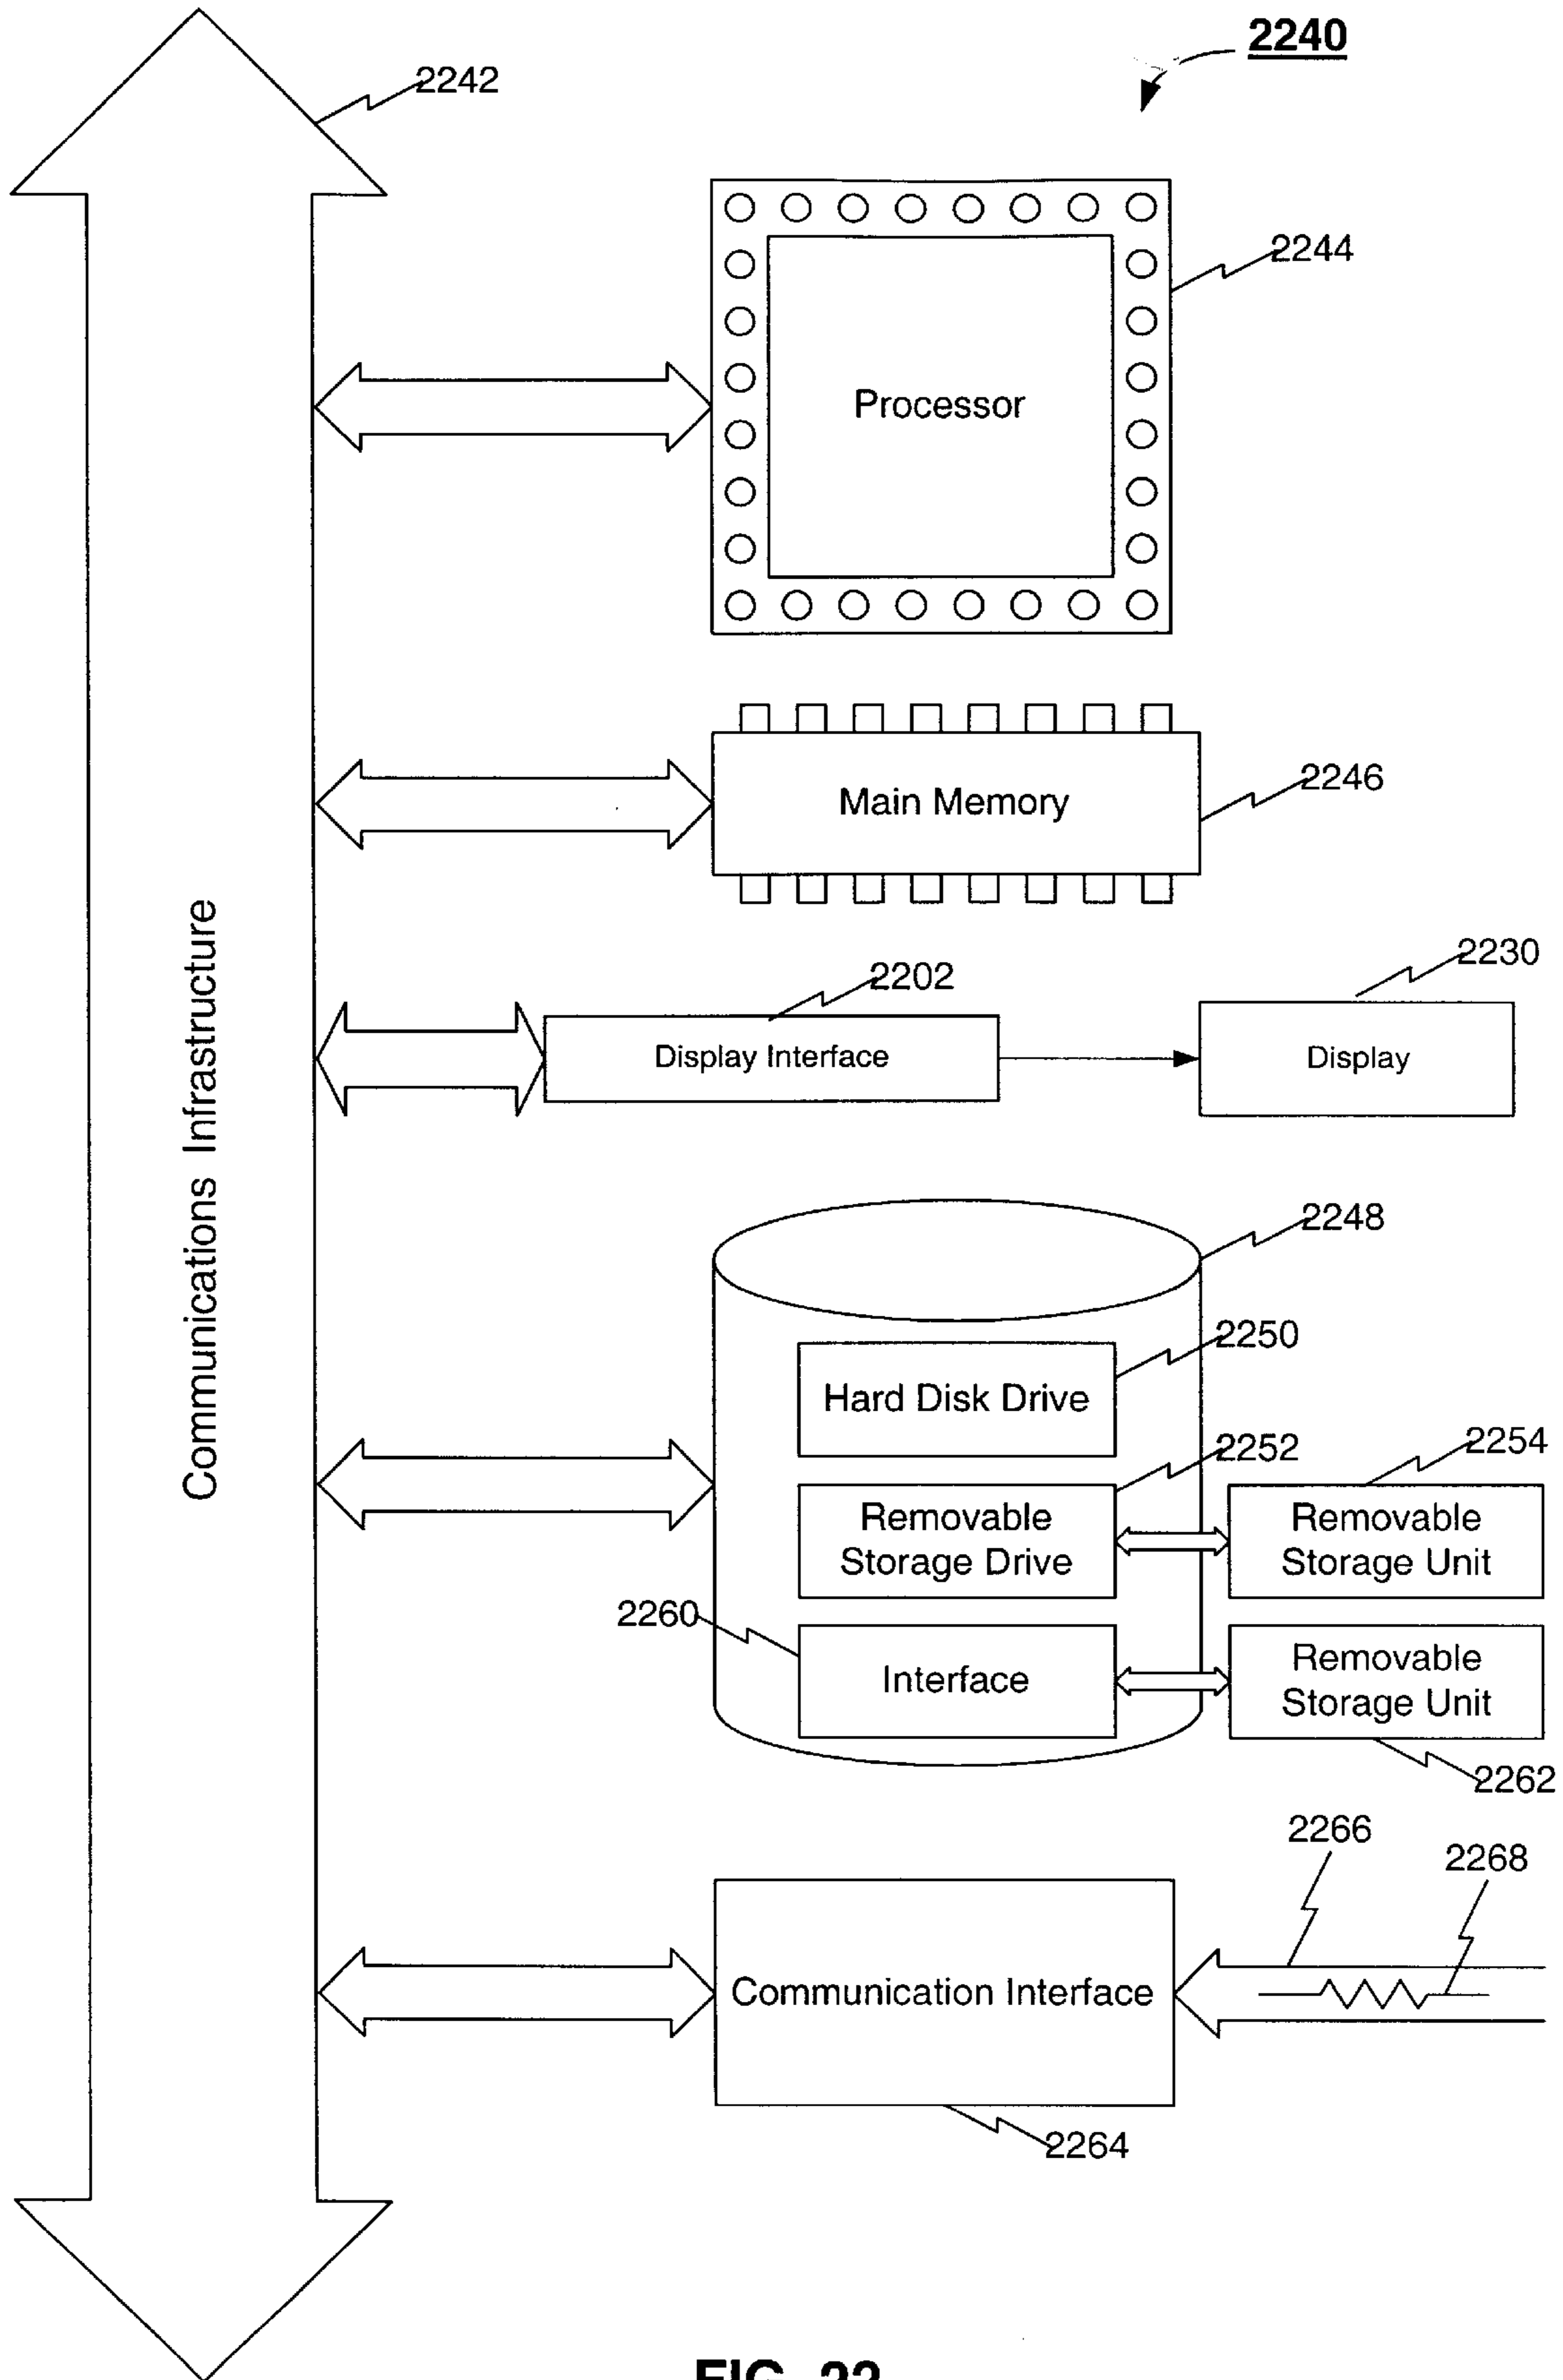 2240
2242
2244
Processor
2246
Main Memory
2202
2230
Display Interface
Display
Communications Infrastructure
2248
2250
Hard Disk Drive
2252
2254
Removable
Storage Drive
Removable
Storage Unit
2260
Interface
Removable
Storage Unit
2262
2266
2268
Communication Interface
2264
FIG. 22